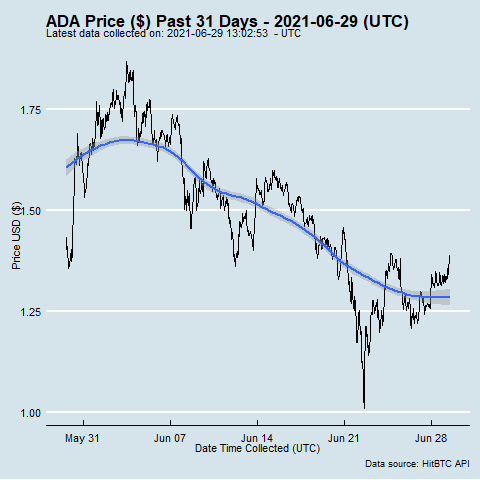 ADA Price ($) Past 31 Days - 2021-06-29 (UTC)
Latest data collected on: 2021-06-29 13:02:53  - UTC
Price USD ($)
1.75
1.50
1.25
1.00
May 31 Jun 07 Jun 14 Jun 21 Jun 28
Date Time Collected (UTC)
Data source: HitBTC API